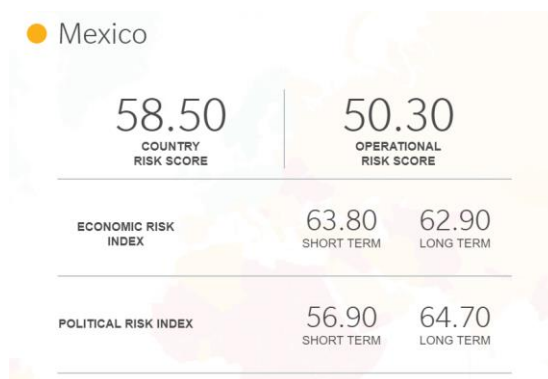 Mexico
58.50 50.30
COUNTRY OPERATIONAL
RISK SCORE RISK SCORE
ECONOMIC RISK
INDEX
63.80 62.90
SHORT TERM LONG TERM
POLITICAL RISK INDEX
56.90 64.70
SHORT TERM LONG TERM